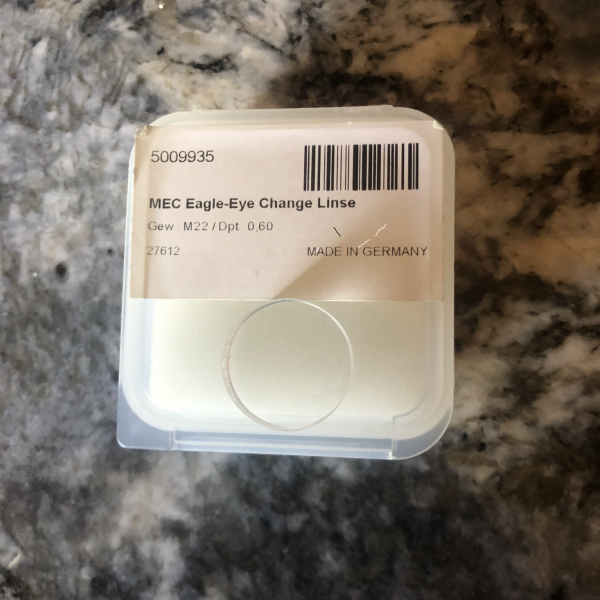 5009935
MEC Eagle-Eye Change Linse
Gew. M22 / Dpt. 0,60
27612 MADE IN GERMANY